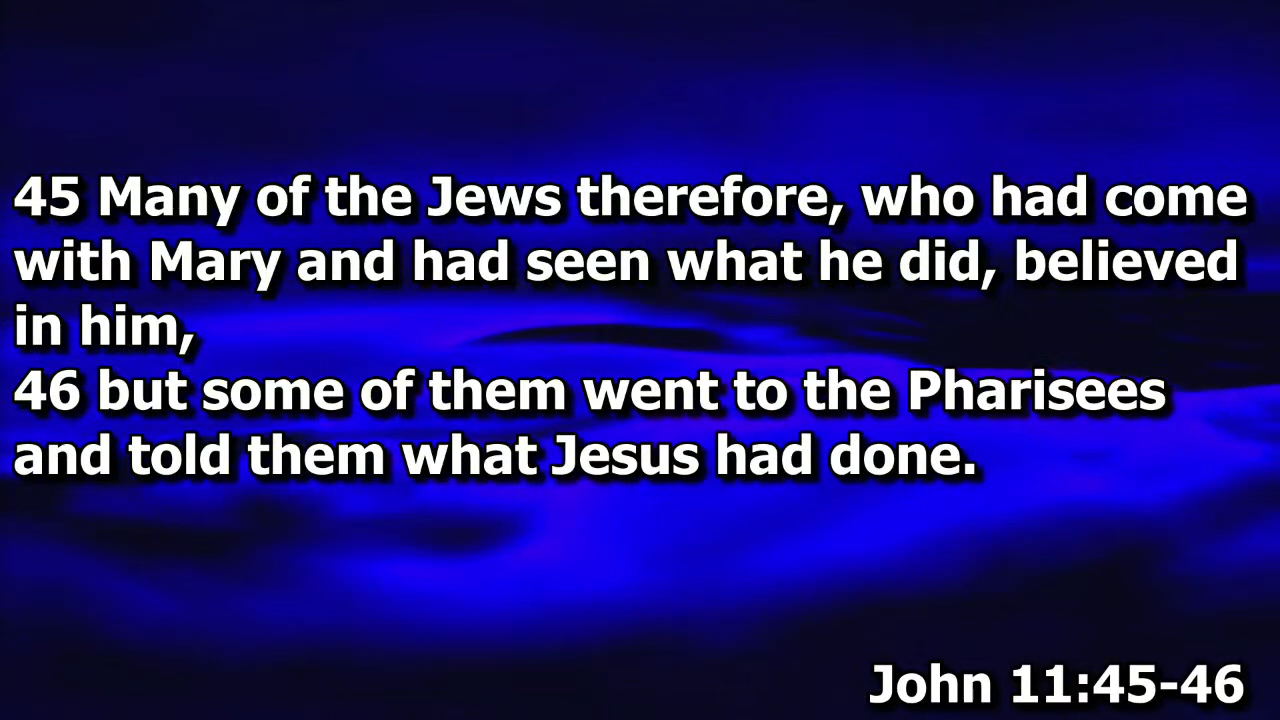 45 Many of the Jews therefore, who had come
with Mary and had seen what he did, believed
in him,
46 but some of them went to the Pharisees
and told them what Jesus had done.
John 11:45-46